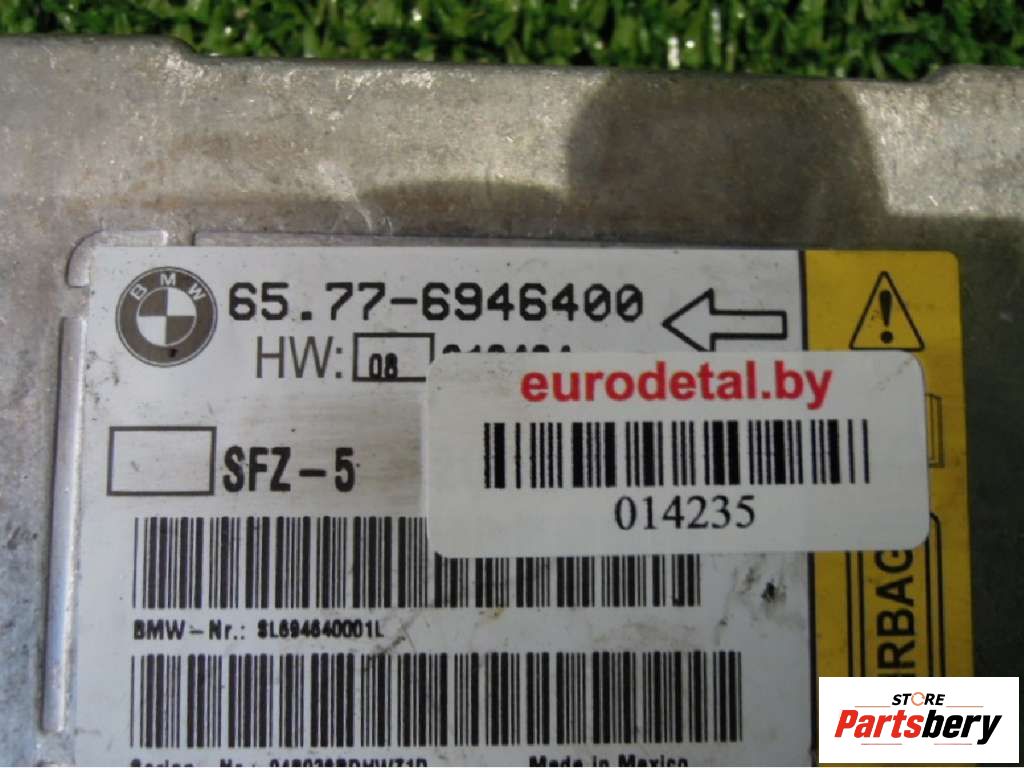 BMW
65.77-6946400
HW: 08
eurodetal.by
014235
SFZ-5
AIRBAG
BMW-Nr.: SL694640001L
Made in Mexico
STORE
Partsbery